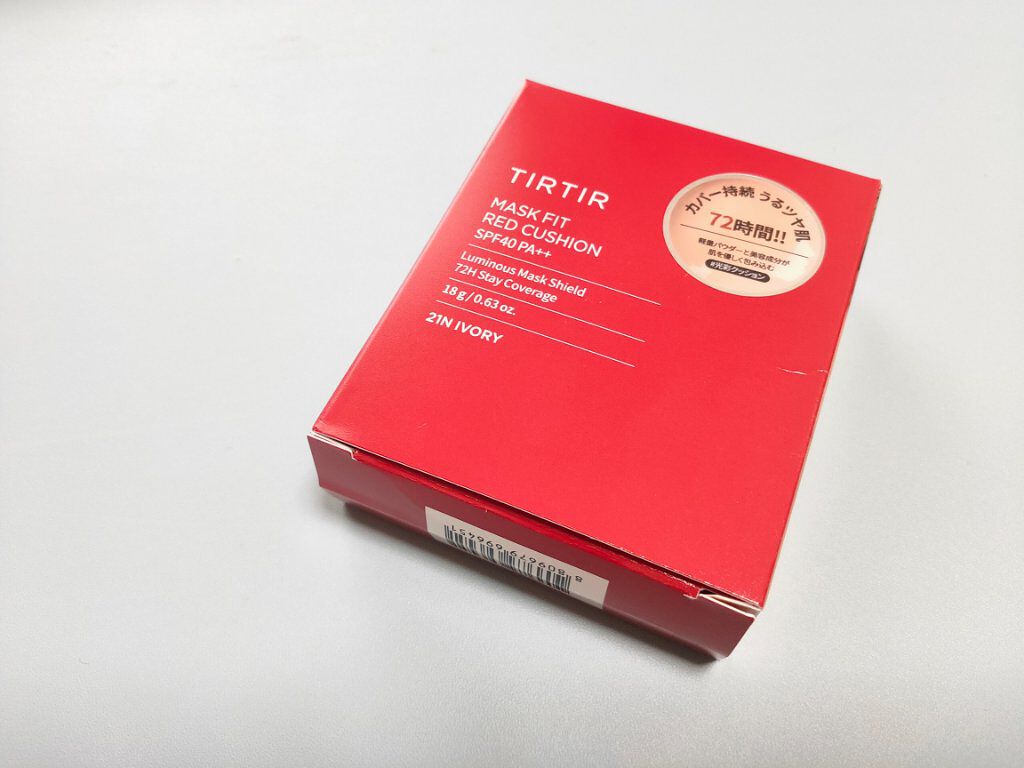 TIRTIR
MASK FIT
RED CUSHION
SPF40 PA++
Luminous Mask Shield
72H Stay Coverage
18 g / 0.63 oz.
21N IVORY
カバー持続 うるツヤ肌
72時間!!
軽量パウダーと美容成分が
肌を優しく包み込む
#光彩クッション
8 809679 696451